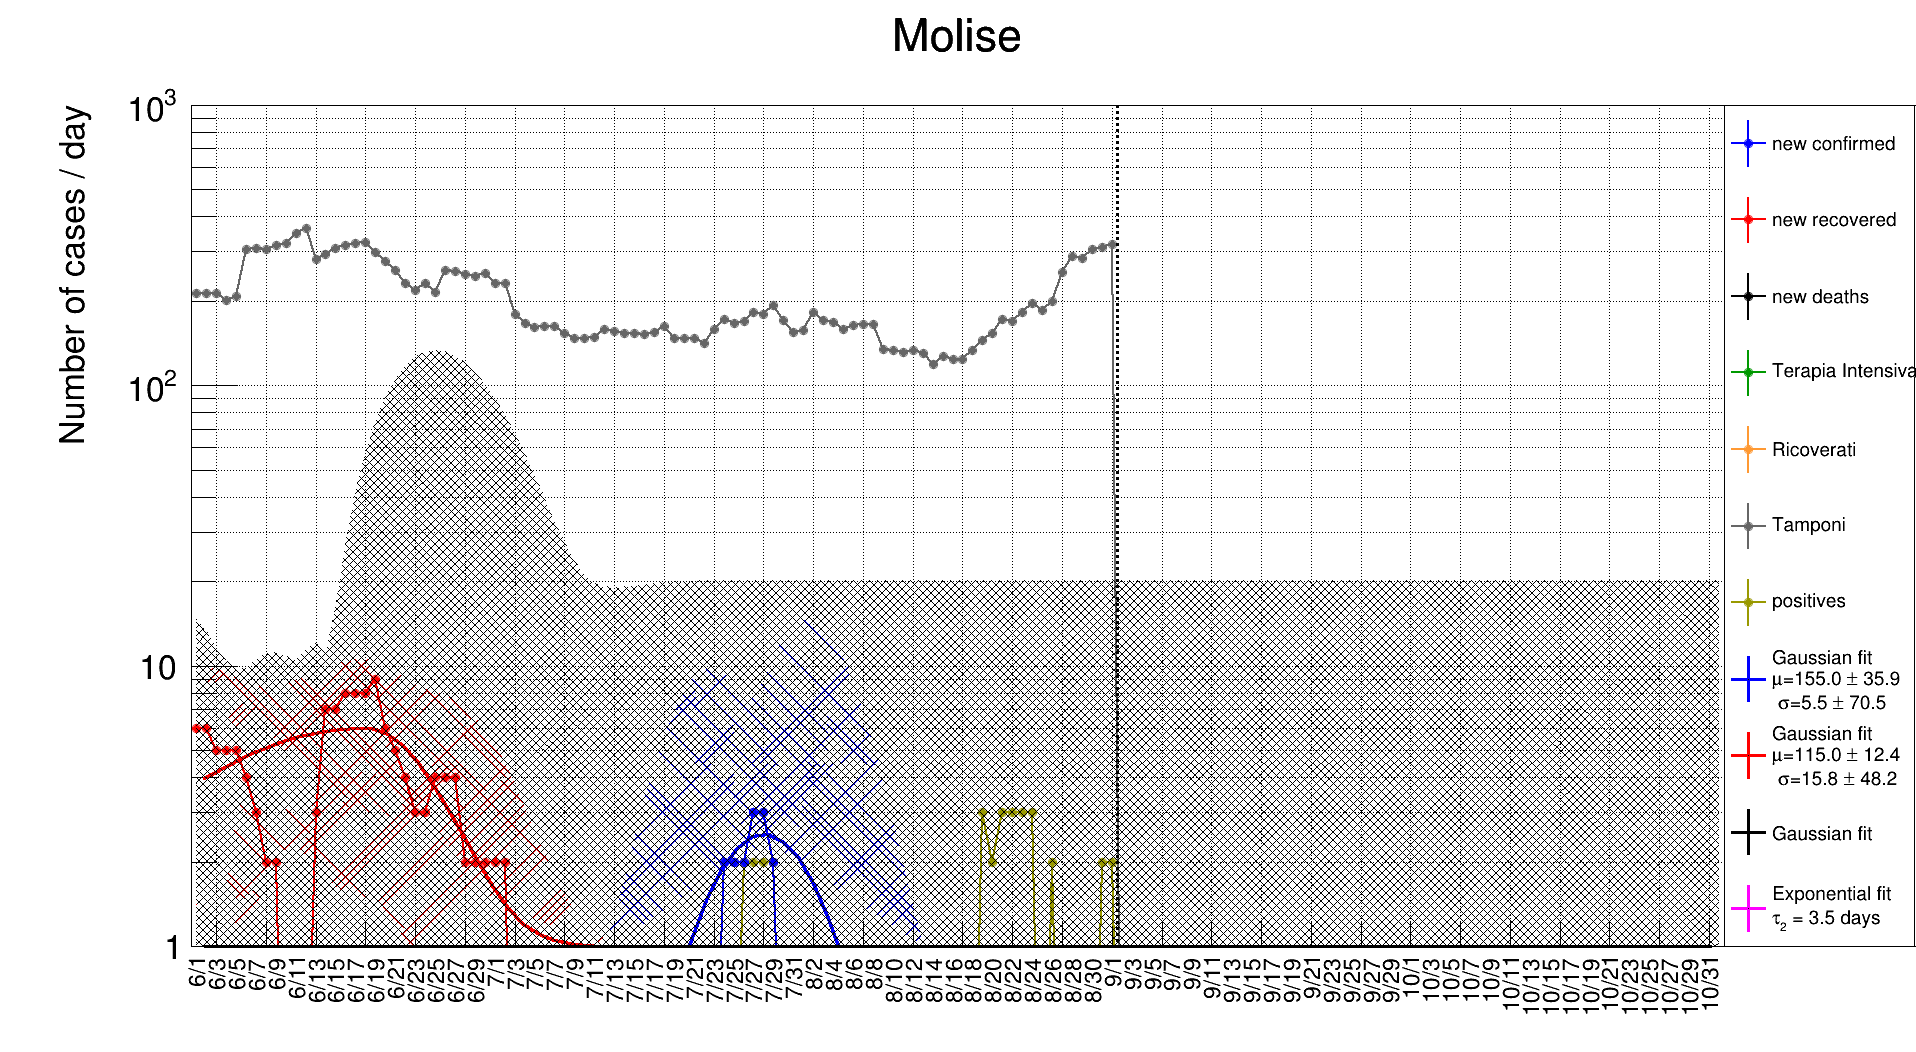 Molise
Number of cases / day
10³
10²
10
1
6/1 6/3 6/5 6/7 6/9 6/11 6/13 6/15 6/17 6/19 6/21 6/23 6/25 6/27 6/29 7/1 7/3 7/5 7/7 7/9 7/11 7/13 7/15 7/17 7/19 7/21 7/23 7/25 7/27 7/29 7/31 8/2 8/4 8/6 8/8 8/10 8/12 8/14 8/16 8/18 8/20 8/22 8/24 8/26 8/28 8/30 9/1 9/3 9/5 9/7 9/9 9/11 9/13 9/15 9/17 9/19 9/21 9/23 9/25 9/27 9/29 10/1 10/3 10/5 10/7 10/9 10/11 10/13 10/15 10/17 10/19 10/21 10/23 10/25 10/27 10/29 10/31
new confirmed
new recovered
new deaths
Terapia Intensiva
Ricoverati
Tamponi
positives
Gaussian fit
μ=155.0 ± 35.9
σ=5.5 ± 70.5
Gaussian fit
μ=115.0 ± 12.4
σ=15.8 ± 48.2
Gaussian fit
Exponential fit
τ₂ = 3.5 days